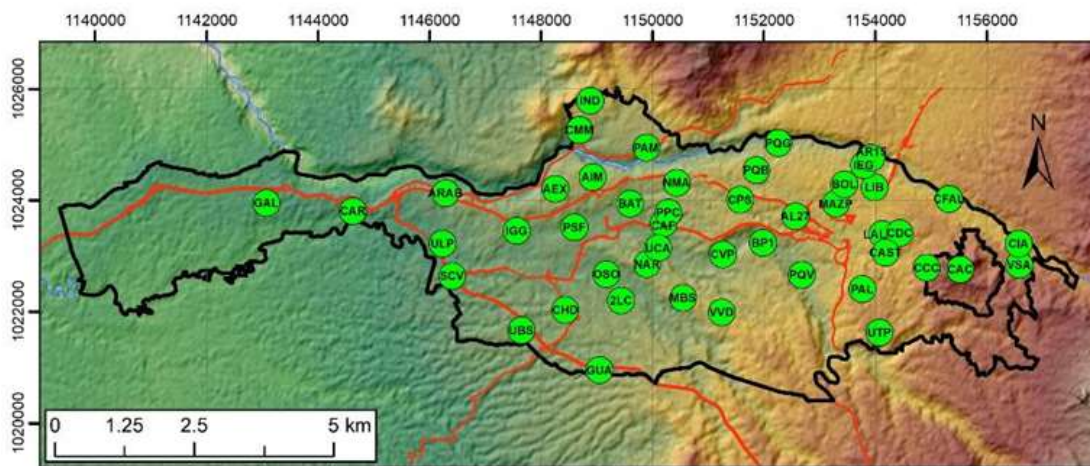 1140000 1142000 1144000 1146000 1148000 1150000 1152000 1154000 1156000
1026000
1024000
1022000
1020000
N
IND
CMM
PAM
PQG
AR15
IEG
AIM
PQB
AEX
NMA
BOL
LIB
ARAB
GAL
CAR
BAT
CPS
MAZP
CFAU
PPC
AL27
IGG
PSF
CAFI
LAL
CDC
ULP
UCA
BP1
CIA
CVP
CAST
NAR
VSA
SCV
OSO
PQV
CCC
CAC
2LC
MBS
PAL
CHD
VVD
UBS
UTP
GUA
0 1.25 2.5 5 km